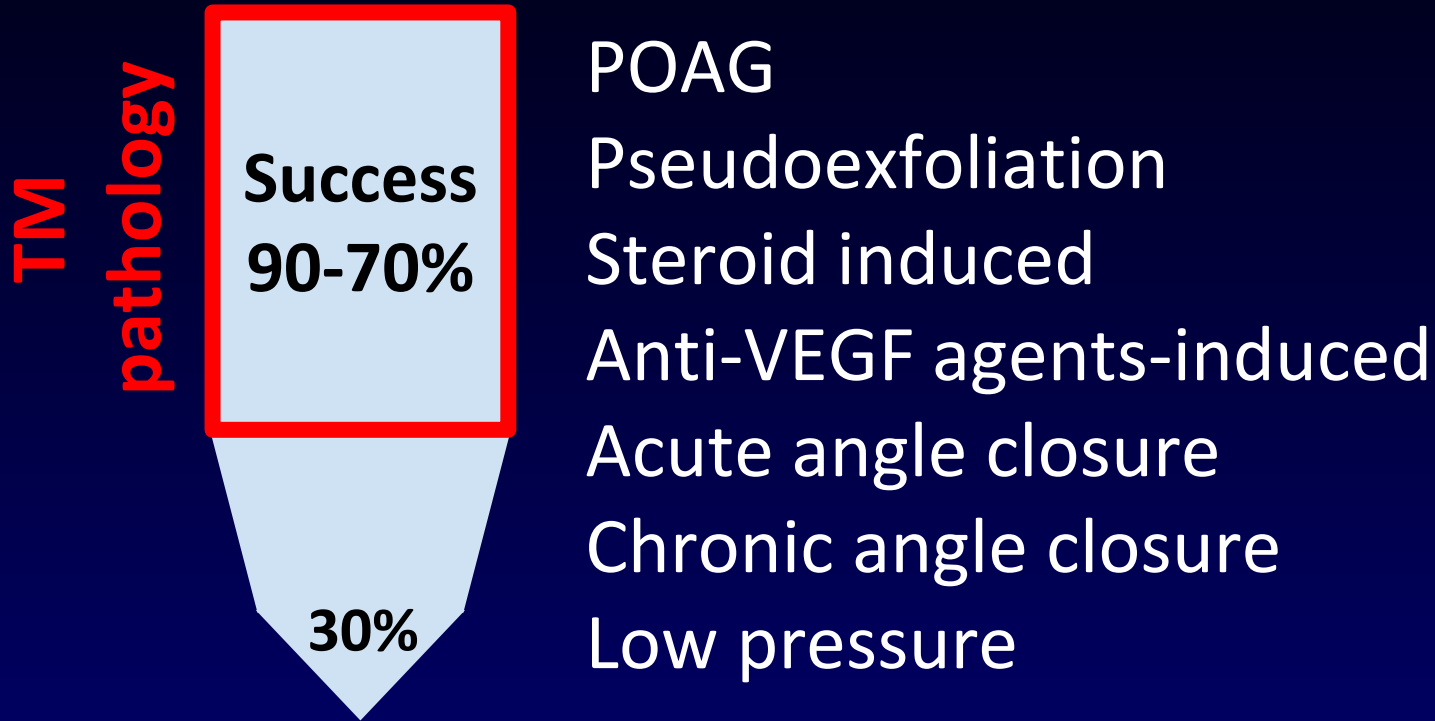 TM
pathology
Success
90-70%
30%
POAG
Pseudoexfoliation
Steroid induced
Anti-VEGF agents-induced
Acute angle closure
Chronic angle closure
Low pressure